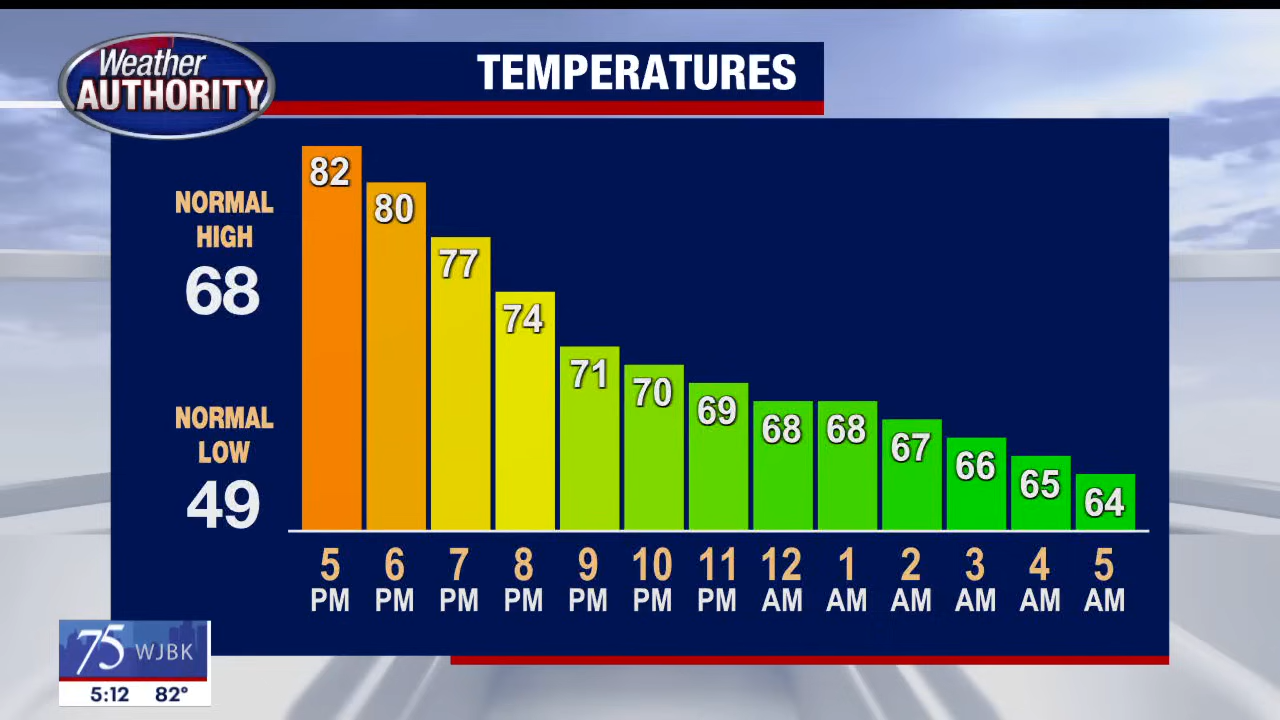 Weather
AUTHORITY
TEMPERATURES
NORMAL
HIGH
68
NORMAL
LOW
49
82 80 77 74 71 70 69 68 68 67 66 65 64
5 6 7 8 9 10 11 12 1 2 3 4 5
PM PM PM PM PM PM PM AM AM AM AM AM AM
75 WJBK
5:12 82°